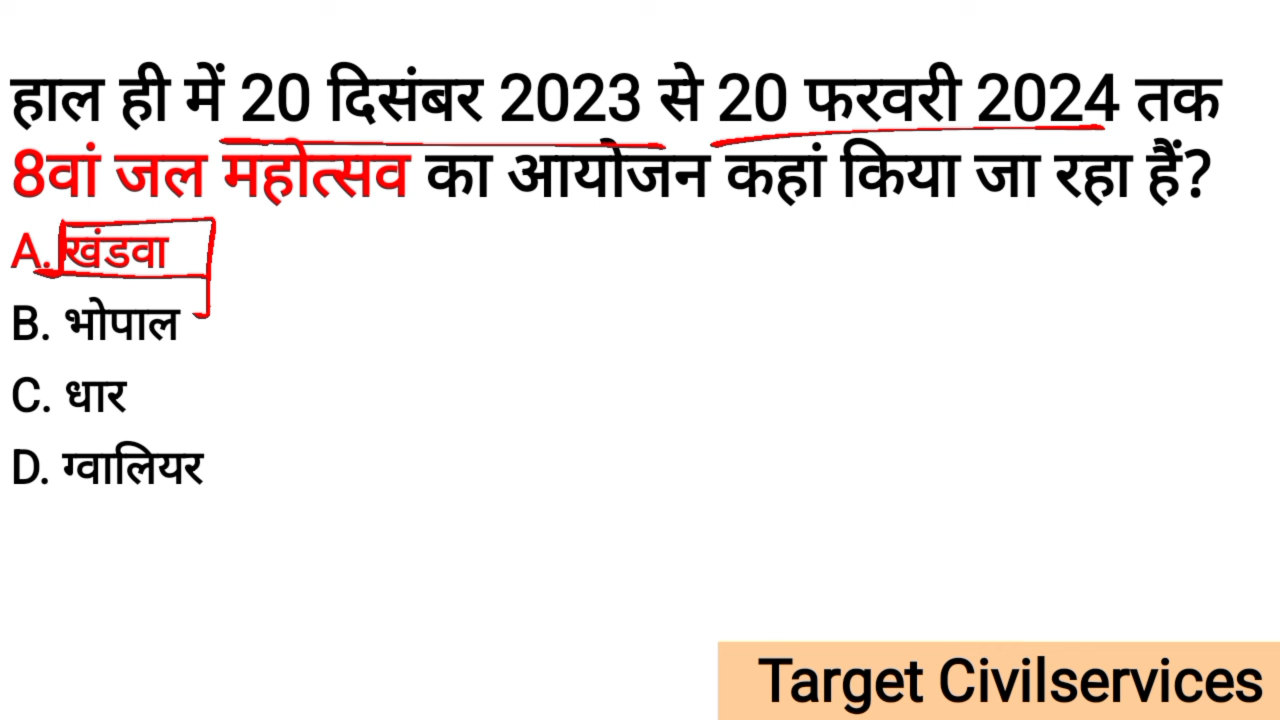 हाल ही में 20 दिसंबर 2023 से 20 फरवरी 2024 तक
8वां जल महोत्सव का आयोजन कहां किया जा रहा हैं?
A. खंडवा
B. भोपाल
C. धार
D. ग्वालियर
Target Civilservices